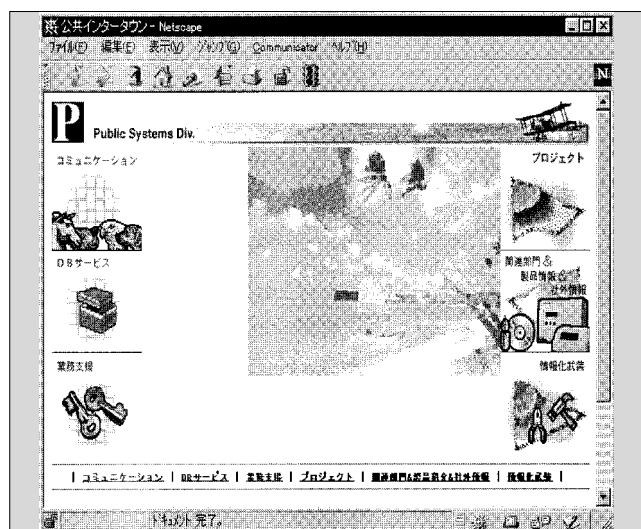 公共インタータウン - Netscape
ファイル(F) 編集(E) 表示(V) ジャンプ(G) Communicator ヘルプ(H)
N
P Public Systems Div.
コミュニケーション
プロジェクト
DBサービス
関連部門&
製品情報&
社外情報
業務支援
情報化武装
| コミュニケーション | DBサービス | 業務支援 | プロジェクト | 関連部門&製品紹介&社外情報 | 情報化武装 |
ドキュメント完了。